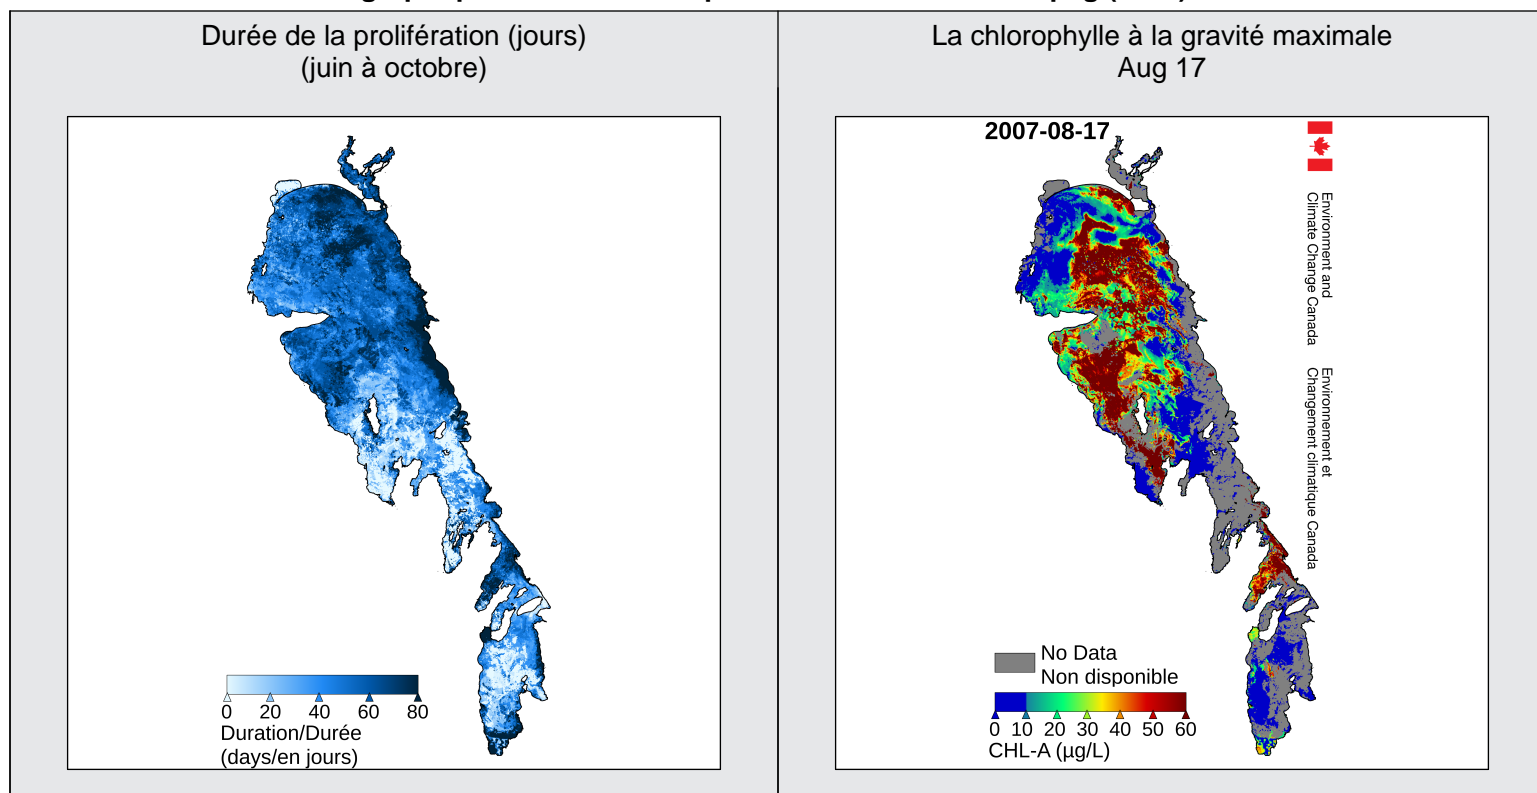 Durée de la prolifération (jours)
(juin à octobre)
0 20 40 60 80
Duration/Durée
(days/en jours)
La chlorophylle à la gravité maximale
Aug 17
2007-08-17
Environment and
Climate Change Canada
Environnement et
Changement climatique Canada
No Data
Non disponible
0 10 20 30 40 50 60
CHL-A (µg/L)